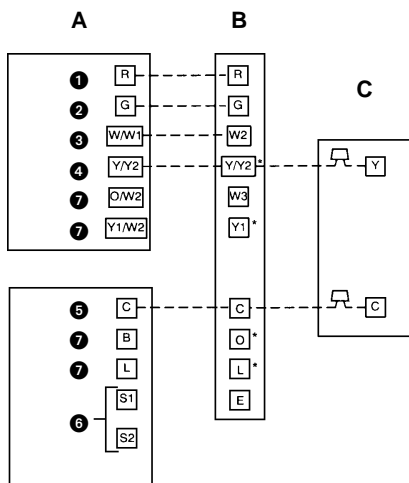 A B
C
1 R R
2 G G
3 W/W1 W2
4 Y/Y2 Y/Y2 * Y
7 O/W2 W3
7 Y1/W2 Y1 *
5 C C C
7 B O *
7 L L *
S1 E
6
S2